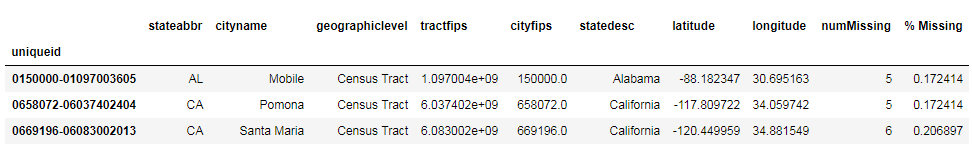 stateabbr cityname geographiclevel tractfips cityfips statedesc latitude longitude numMissing % Missing
uniqueid
0150000-01097003605 AL Mobile Census Tract 1.097004e+09 150000.0 Alabama -88.182347 30.695163 5 0.172414
0658072-06037402404 CA Pomona Census Tract 6.037402e+09 658072.0 California -117.809722 34.059742 5 0.172414
0669196-06083002013 CA Santa Maria Census Tract 6.083002e+09 669196.0 California -120.449959 34.881549 6 0.206897